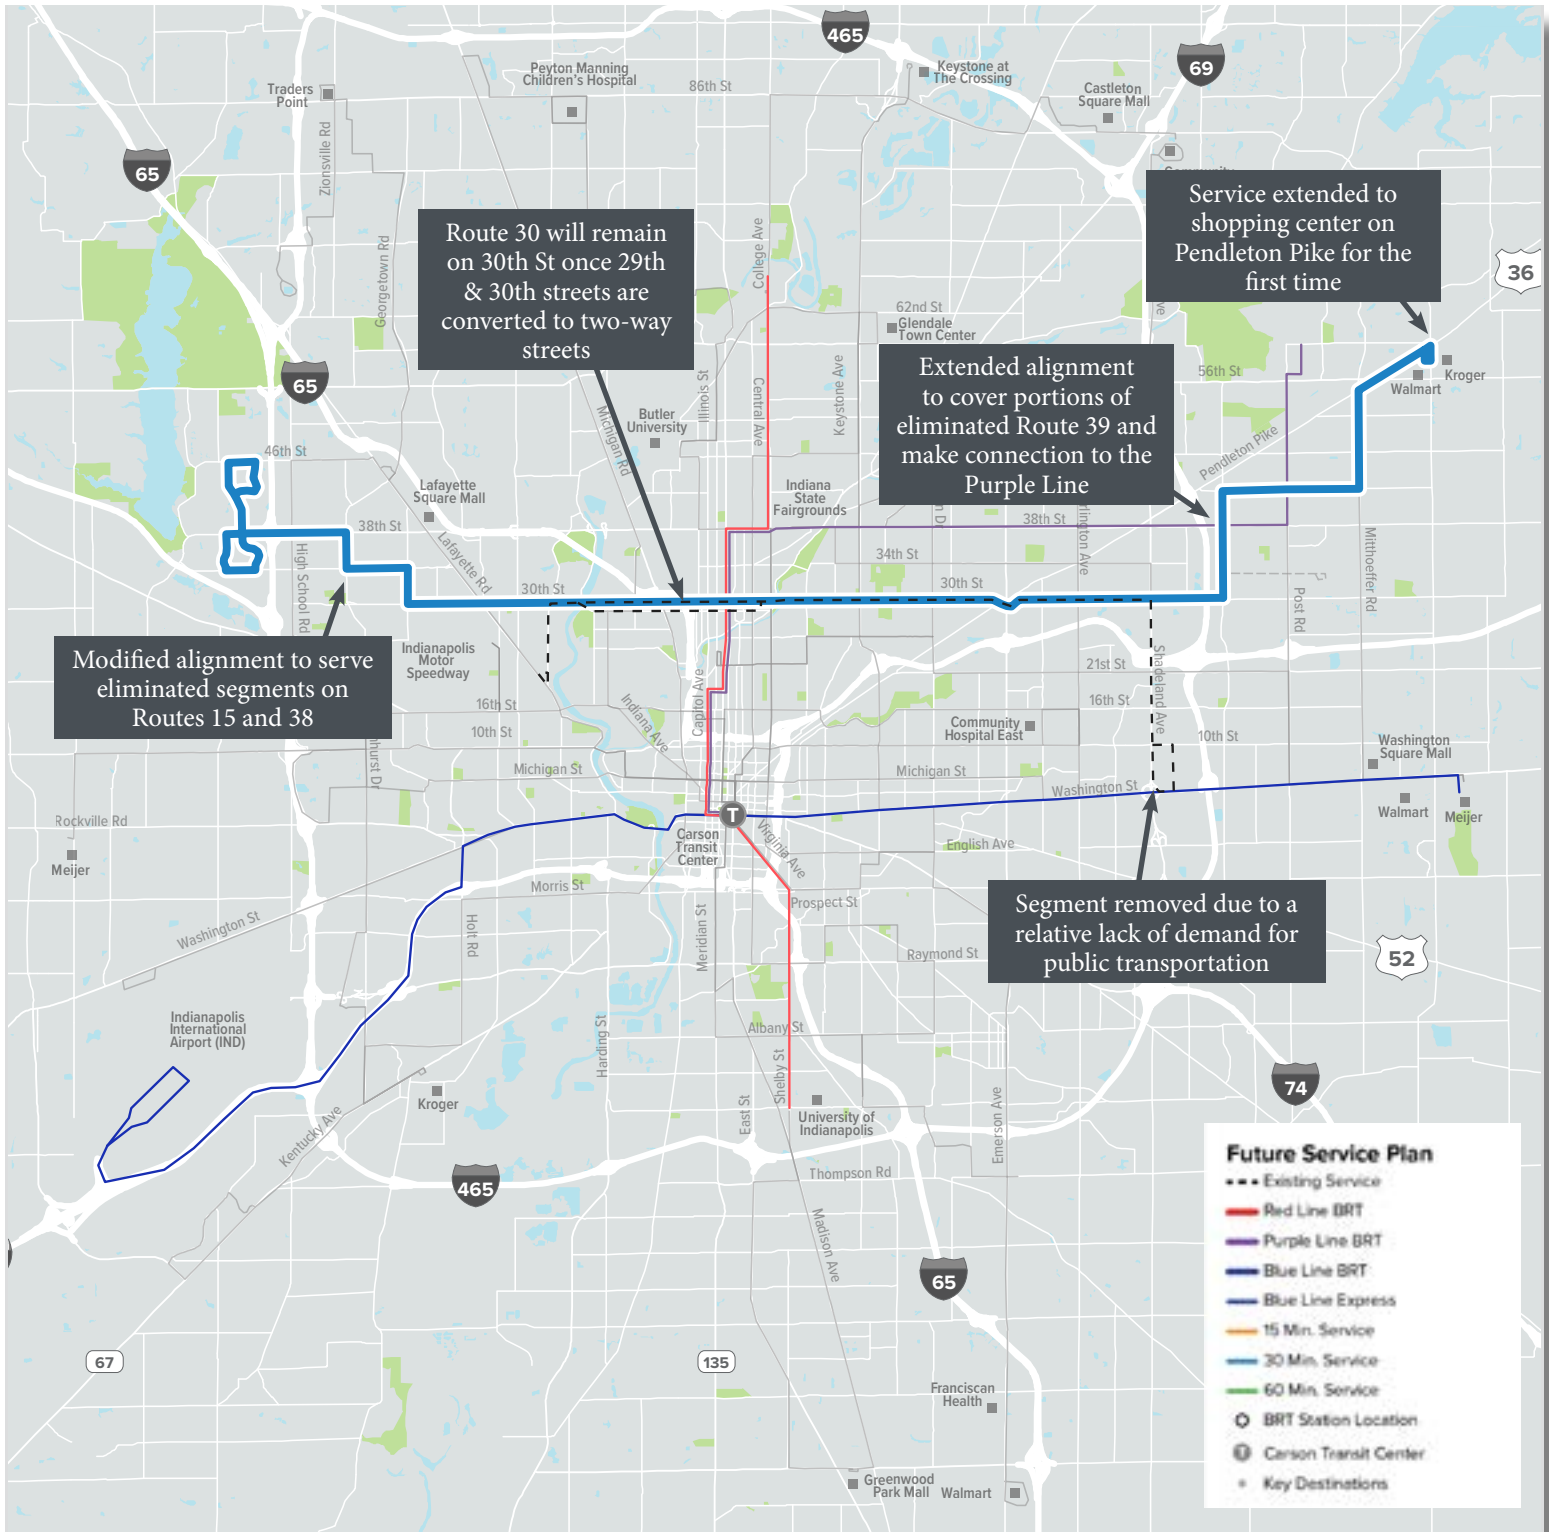 465
69
Peyton Manning
Children's Hospital
Keystone at
The Crossing
86th St
Castleton
Square Mall
Traders
Point
65
Zionsville Rd
Service extended to
shopping center on
Pendleton Pike for the
first time
Route 30 will remain
on 30th St once 29th
& 30th streets are
converted to two-way
streets
College Ave
Georgetown Rd
36
62nd St
Glendale
Town Center
Extended alignment
to cover portions of
eliminated Route 39 and
make connection to the
Purple Line
65
56th St
Kroger
Walmart
Illinois St
Central Ave
Keystone Ave
Michigan Rd
Butler
University
46th St
Pendleton Pike
Lafayette
Square Mall
Indiana
State
Fairgrounds
38th St
38th St
Lafayette Rd
High School Rd
34th St
30th St
30th St
Mitthoeffer Rd
Post Rd
Modified alignment to serve
eliminated segments on
Routes 15 and 38
Indianapolis
Motor
Speedway
21st St
16th St
16th St
Shadeland Ave
Capitol Ave
Indiana Ave
10th St
Community
Hospital East
10th St
Washington
Square Mall
Michigan St
Michigan St
Washington St
Rockville Rd
Meijer
T
Carson
Transit
Center
Virginia Ave
English Ave
Walmart
Meijer
Morris St
Prospect St
Segment removed due to a
relative lack of demand for
public transportation
Washington St
Holt Rd
Meridian St
Raymond St
52
Indianapolis
International
Airport (IND)
Harding St
Albany St
Shelby St
East St
Kroger
University of
Indianapolis
Emerson Ave
74
Kentucky Ave
465
Thompson Rd
Madison Ave
65
67
135
Franciscan
Health
Greenwood
Park Mall
Walmart
Future Service Plan
Existing Service
Red Line BRT
Purple Line BRT
Blue Line BRT
Blue Line Express
15 Min. Service
30 Min. Service
60 Min. Service
BRT Station Location
T Carson Transit Center
Key Destinations